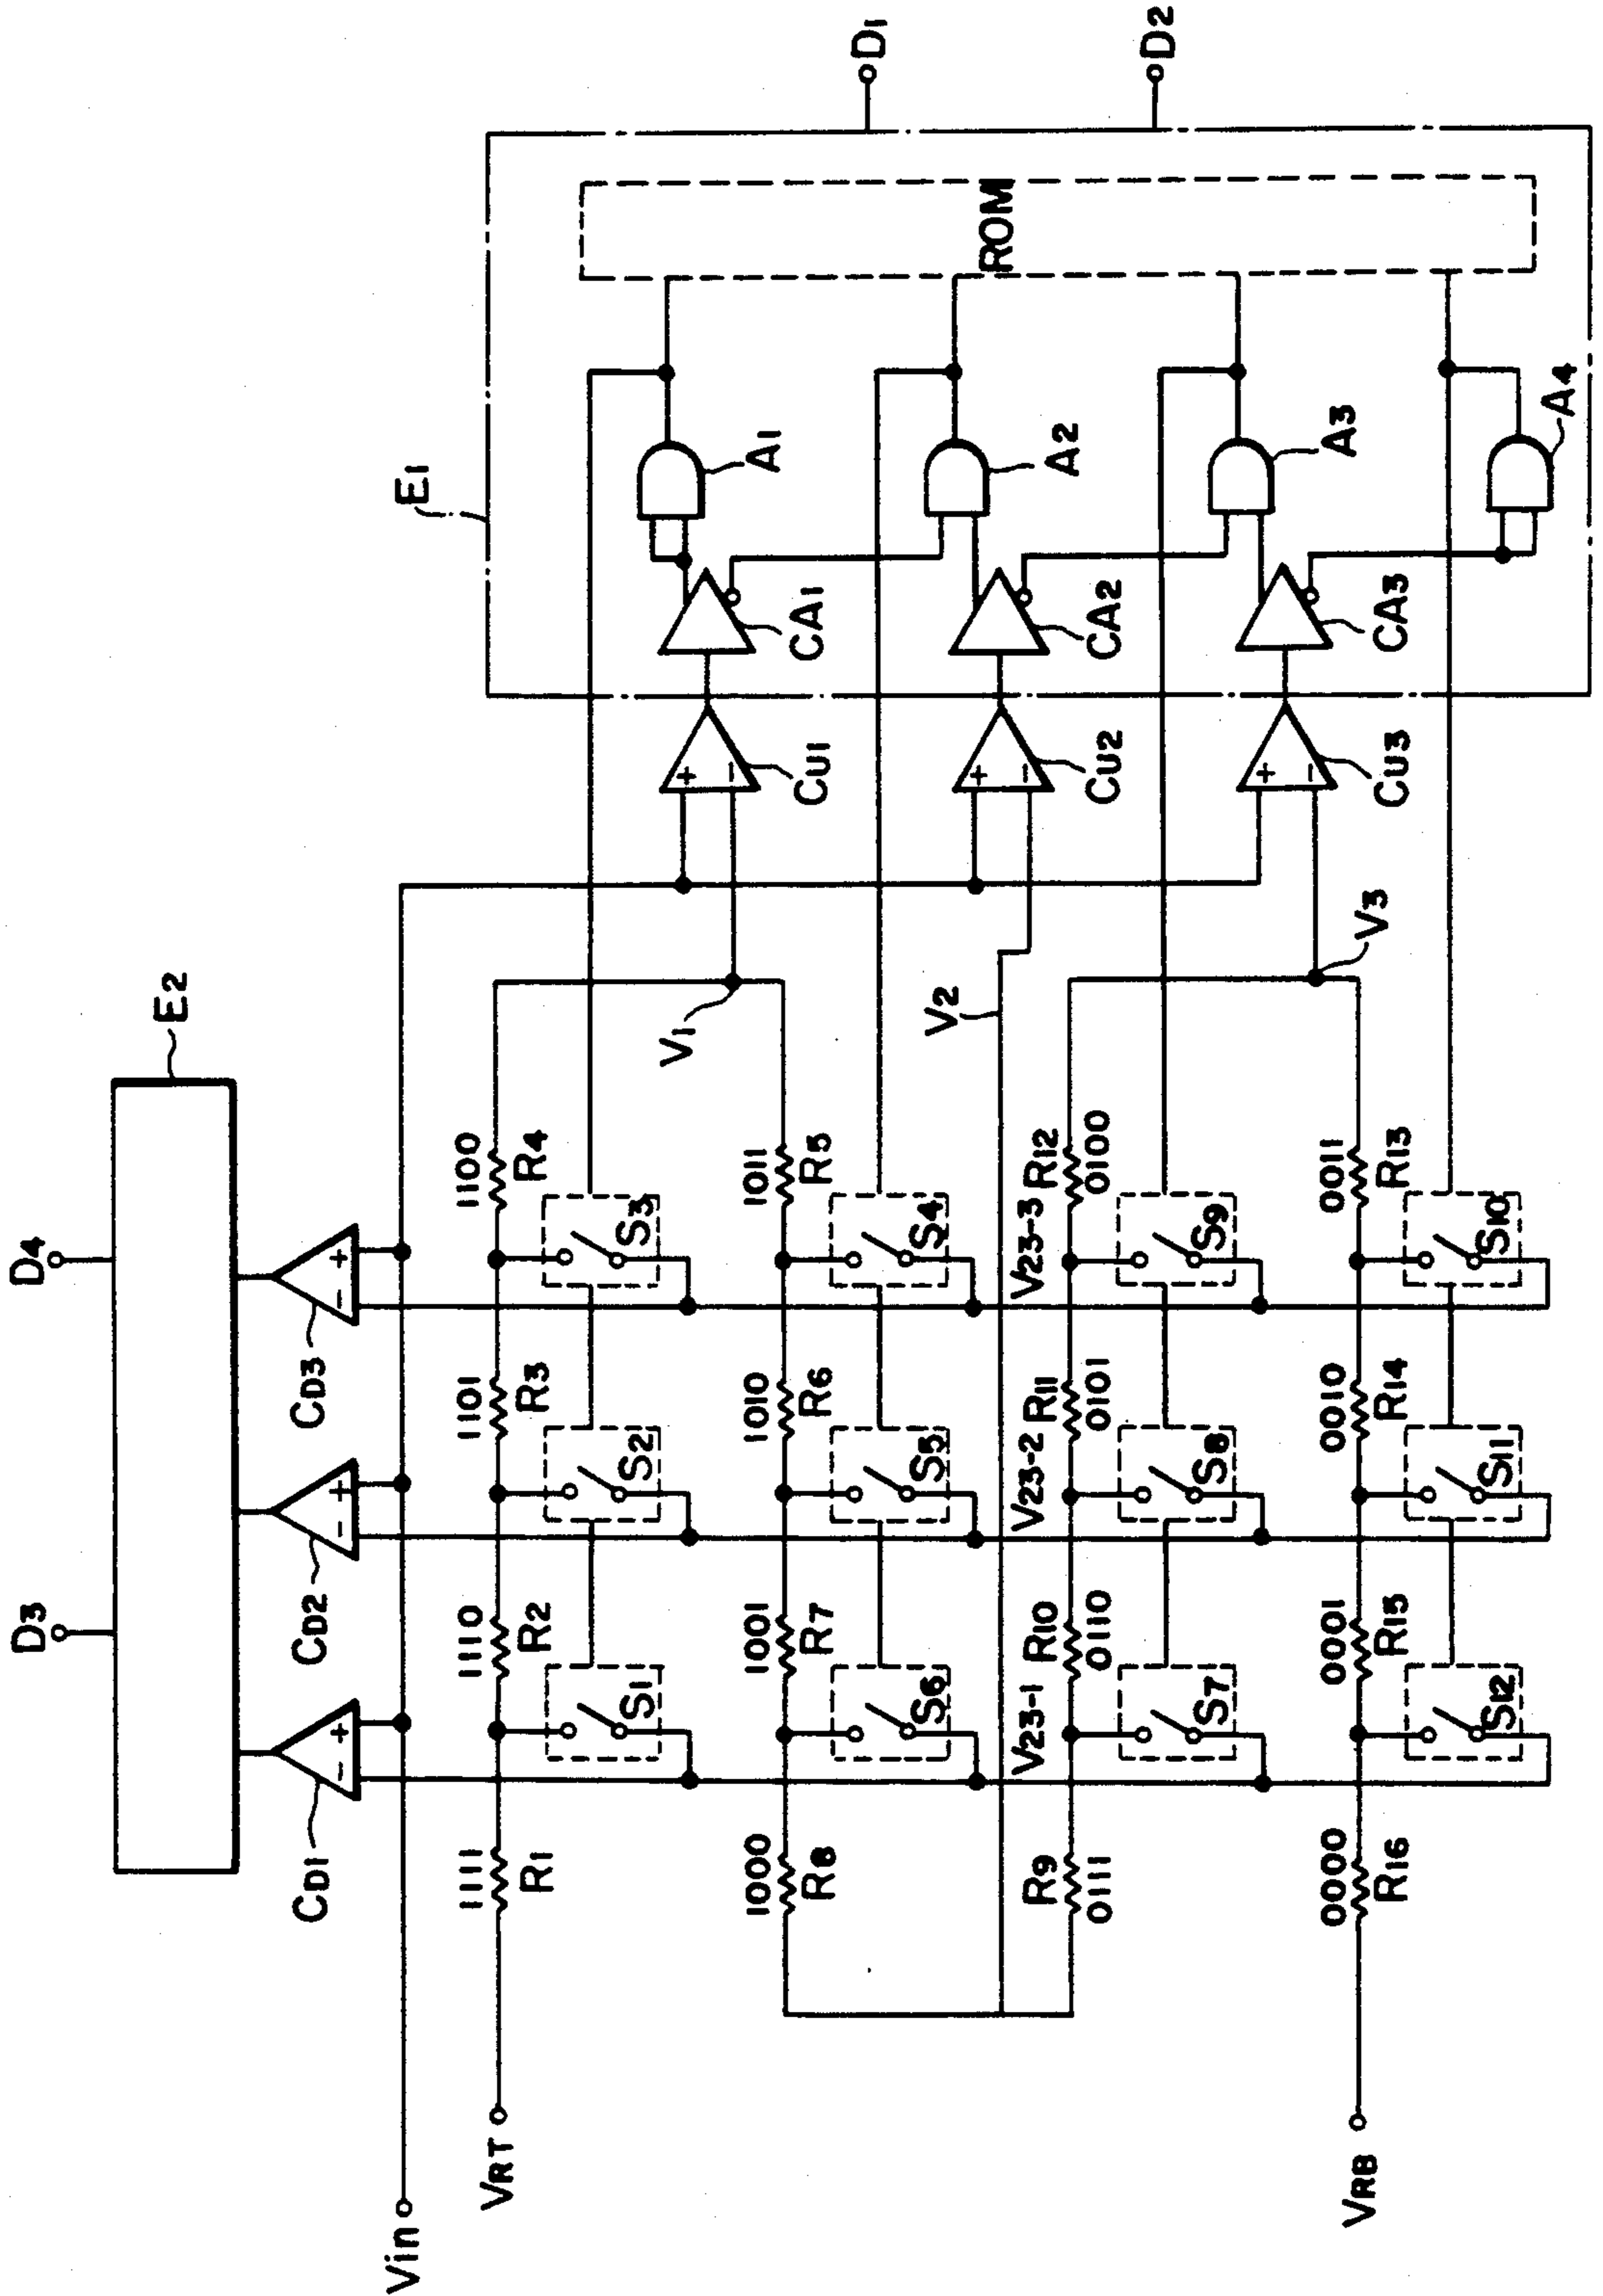 D3
D4
E2
CD1
CD2
CD3
−
+
−
+
−
+
Vin
VRT
1111
R1
1110
R2
1101
R3
1100
R4
S1
S2
S3
V1
1000
R8
1001
R7
1010
R6
1011
R5
S6
S5
S4
V2
R9
0111
V23-1
R10
0110
V23-2
R11
0101
V23-3
R12
0100
S7
S8
S9
V3
VRB
0000
R16
0001
R15
0010
R14
0011
R13
S12
S11
S10
+
−
CU1
+
−
CU2
+
−
CU3
E1
CA1
CA2
CA3
A1
A2
A3
A4
ROM
D1
D2